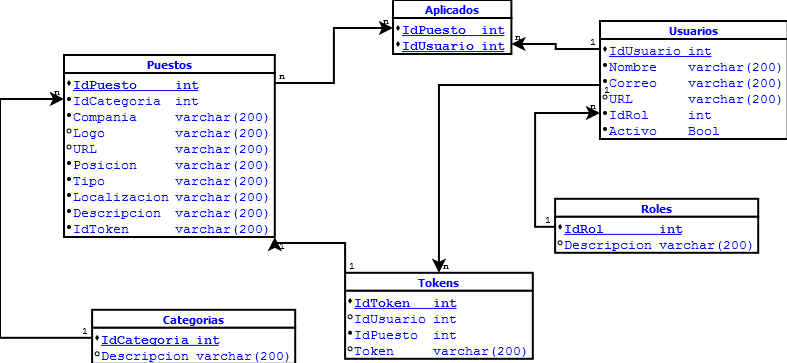 Aplicados
IdPuesto int
IdUsuario int
n
n
Usuarios
IdUsuario int
Nombre varchar(200)
Correo varchar(200)
URL varchar(200)
IdRol int
Activo Bool
1
1
n
Puestos
IdPuesto int
IdCategoria int
Compania varchar(200)
Logo varchar(200)
URL varchar(200)
Posicion varchar(200)
Tipo varchar(200)
Localizacion varchar(200)
Descripcion varchar(200)
IdToken varchar(200)
n
n
1
Roles
IdRol int
Descripcion varchar(200)
1
Tokens
IdToken int
IdUsuario int
IdPuesto int
Token varchar(200)
1
n
Categorias
IdCategoria int
Descripcion varchar(200)
1